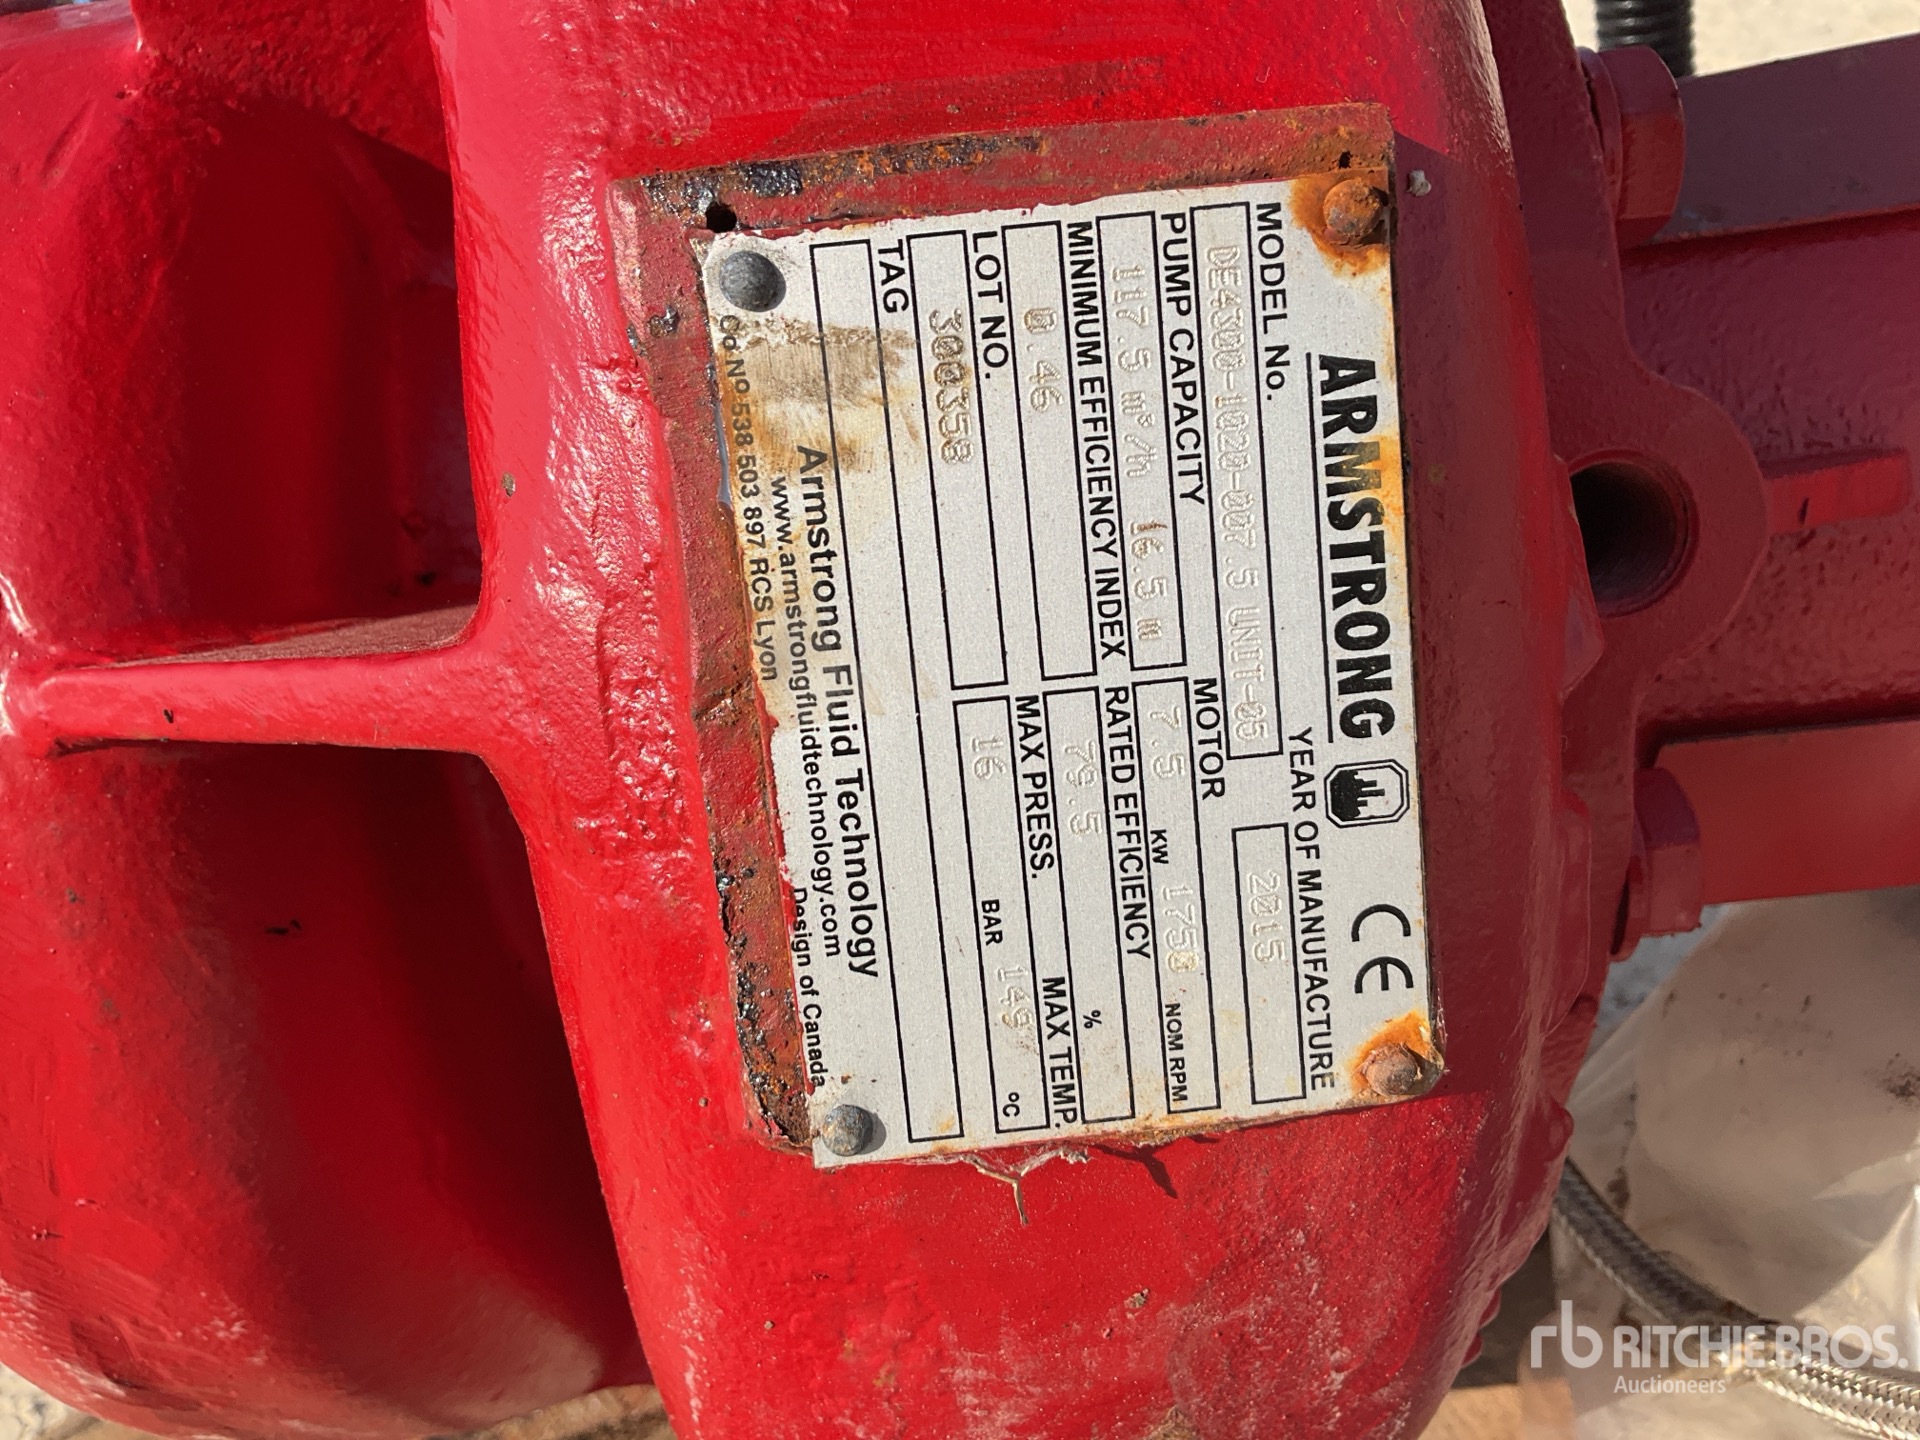 ARMSTRONG CE
MODEL No. YEAR OF MANUFACTURE
DE4300-1020-007.5 UNIT-05 2015
PUMP CAPACITY MOTOR
117.5 m³/h 16.5 m 7.5 KW 1750 NOM RPM
MINIMUM EFFICIENCY INDEX RATED EFFICIENCY
0.46 79.5 %
LOT NO. MAX PRESS. MAX TEMP.
300358 16 BAR 149 ºC
TAG
Armstrong Fluid Technology
www.armstrongfluidtechnology.com
Co Nº 538 503 897 RCS Lyon Design of Canada
rb RITCHIE BROS.
Auctioneers